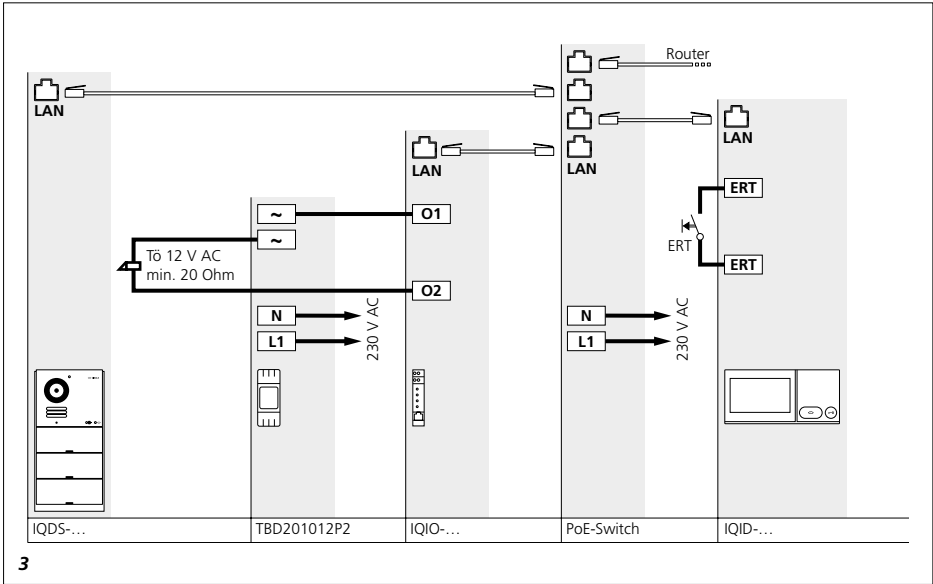 Router
LAN
LAN
LAN
LAN
ERT
~
O1
~
ERT
Tö 12 V AC
min. 20 Ohm
ERT
O2
N
L1
230 V AC
N
L1
230 V AC
IQDS-…
TBD201012P2
IQIO-…
PoE-Switch
IQID-…
3